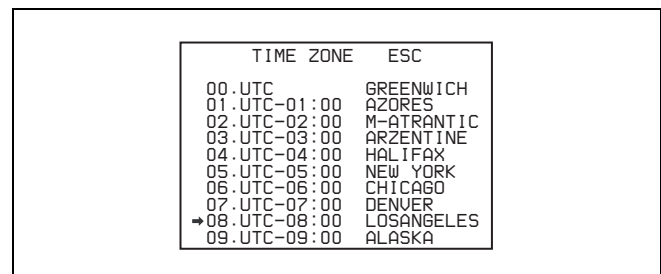 TIME ZONE ESC
00.UTC GREENWICH
01.UTC-01:00 AZORES
02.UTC-02:00 M-ATRANTIC
03.UTC-03:00 ARZENTINE
04.UTC-04:00 HALIFAX
05.UTC-05:00 NEW YORK
06.UTC-06:00 CHICAGO
07.UTC-07:00 DENVER
➡08.UTC-08:00 LOSANGELES
09.UTC-09:00 ALASKA